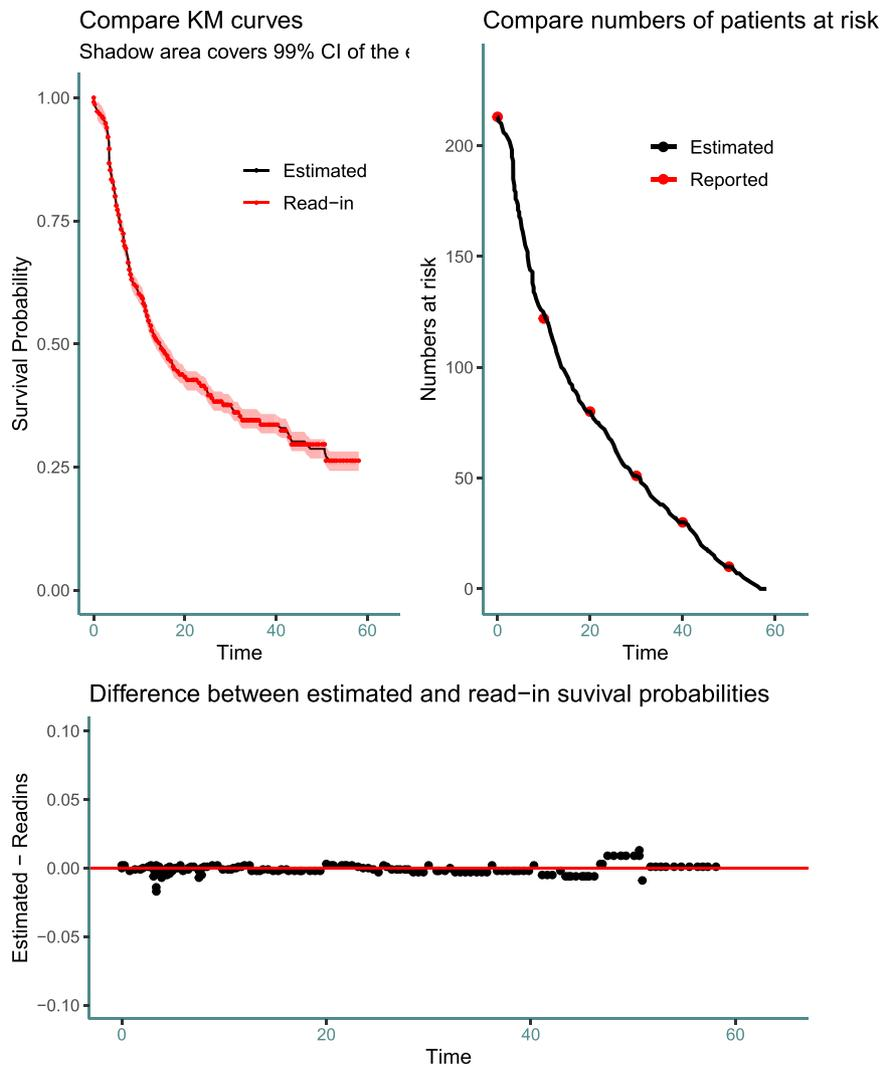 Compare KM curves
Shadow area covers 99% CI of the
1.00
0.75
0.50
0.25
0.00
Survival Probability
Estimated
Read−in
0 20 40 60
Time
Compare numbers of patients at risk
200
150
100
50
0
Numbers at risk
Estimated
Reported
0 20 40 60
Time
Difference between estimated and read−in suvival probabilities
0.10
0.05
0.00
−0.05
−0.10
Estimated − Readins
0 20 40 60
Time